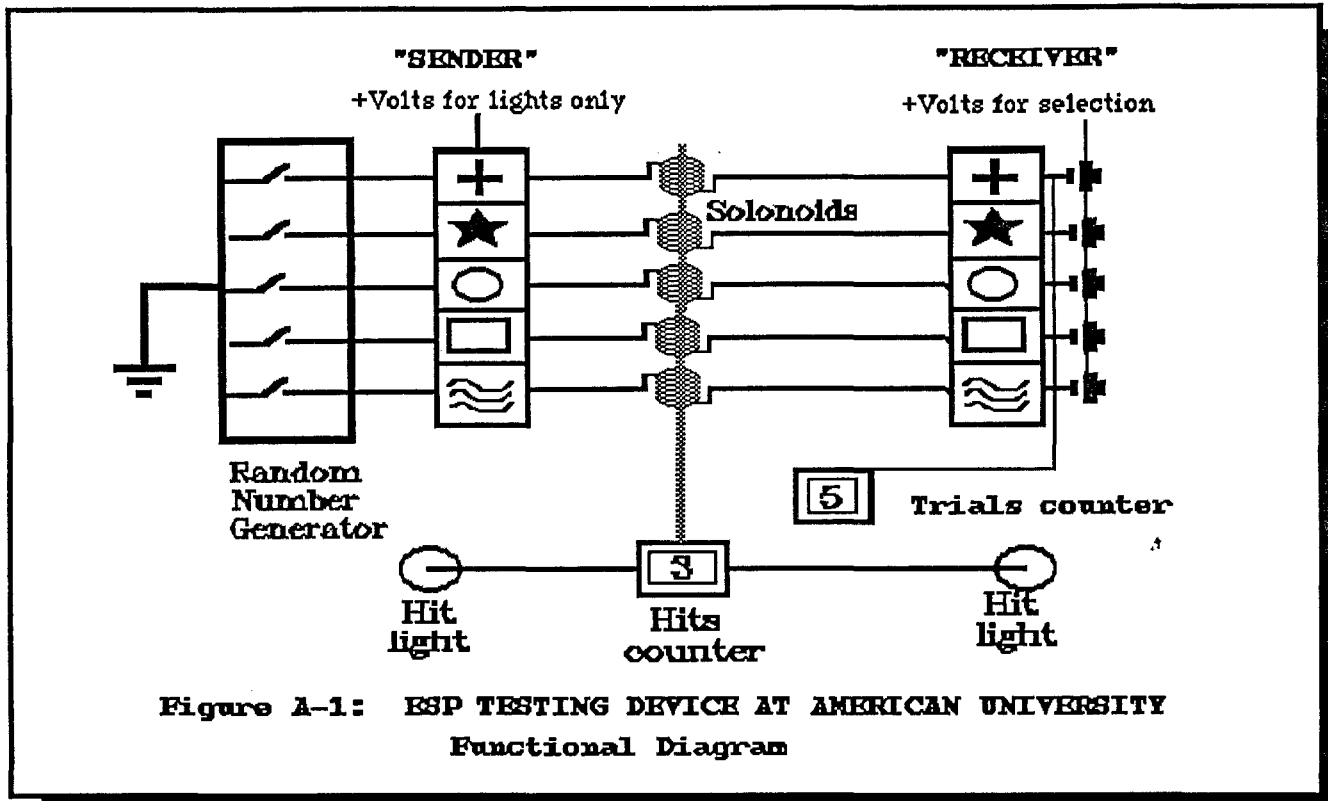 "SENDER"
"RECEIVER"
+Volts for lights only
+Volts for selection
Solonoids
Random
Number
Generator
5
Trials counter
3
Hit
light
Hits
counter
Hit
light
Figure A-1: ESP TESTING DEVICE AT AMERICAN UNIVERSITY
Functional Diagram